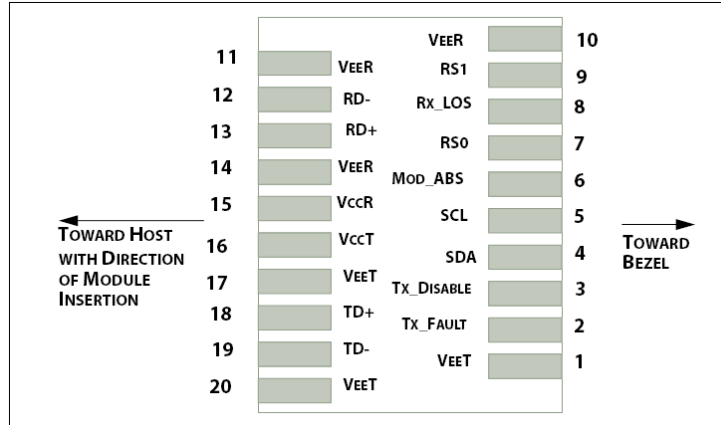 11 VEER
12 RD-
13 RD+
14 VEER
15 VCCR
16 VCCT
17 VEET
18 TD+
19 TD-
20 VEET
VEER 10
RS1 9
RX_LOS 8
RS0 7
MOD_ABS 6
SCL 5
SDA 4
TX_DISABLE 3
TX_FAULT 2
VEET 1
TOWARD HOST
WITH DIRECTION
OF MODULE
INSERTION
TOWARD
BEZEL